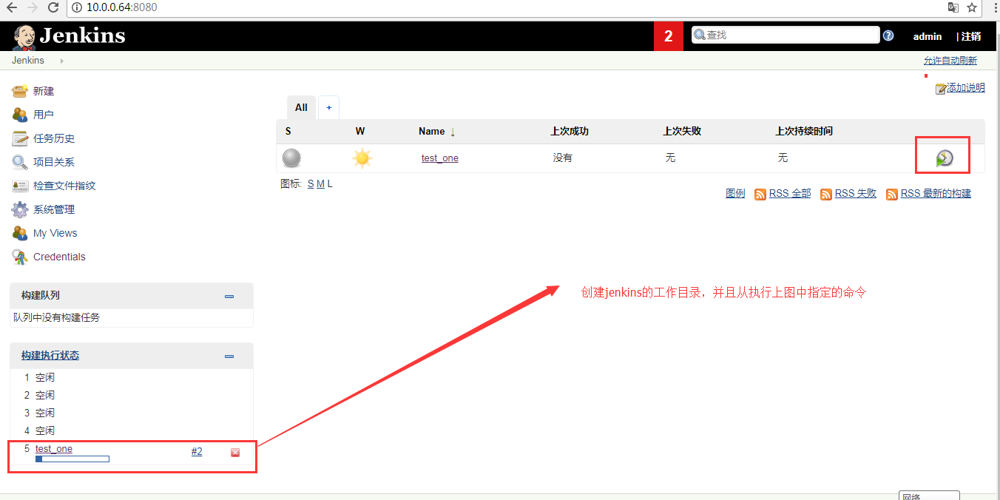 10.0.0.64:8080
Jenkins
2
查找
admin
| 注销
Jenkins
允许自动刷新
添加说明
新建
用户
任务历史
项目关系
检查文件指纹
系统管理
My Views
Credentials
All
+
S W Name ↓ 上次成功 上次失败 上次持续时间
test_one 没有 无 无
图标: S M L
图例 RSS 全部 RSS 失败 RSS 最新的构建
创建jenkins的工作目录，并且从执行上图中指定的命令
构建队列
队列中没有构建任务
构建执行状态
1 空闲
2 空闲
3 空闲
4 空闲
5 test_one #2
网络